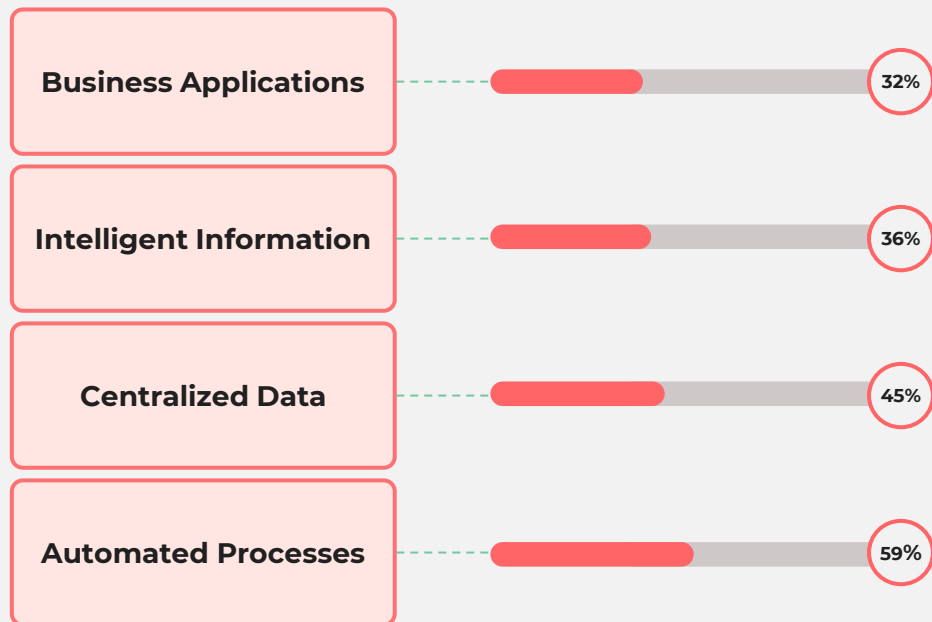 Business Applications
32%
Intelligent Information
36%
Centralized Data
45%
Automated Processes
59%